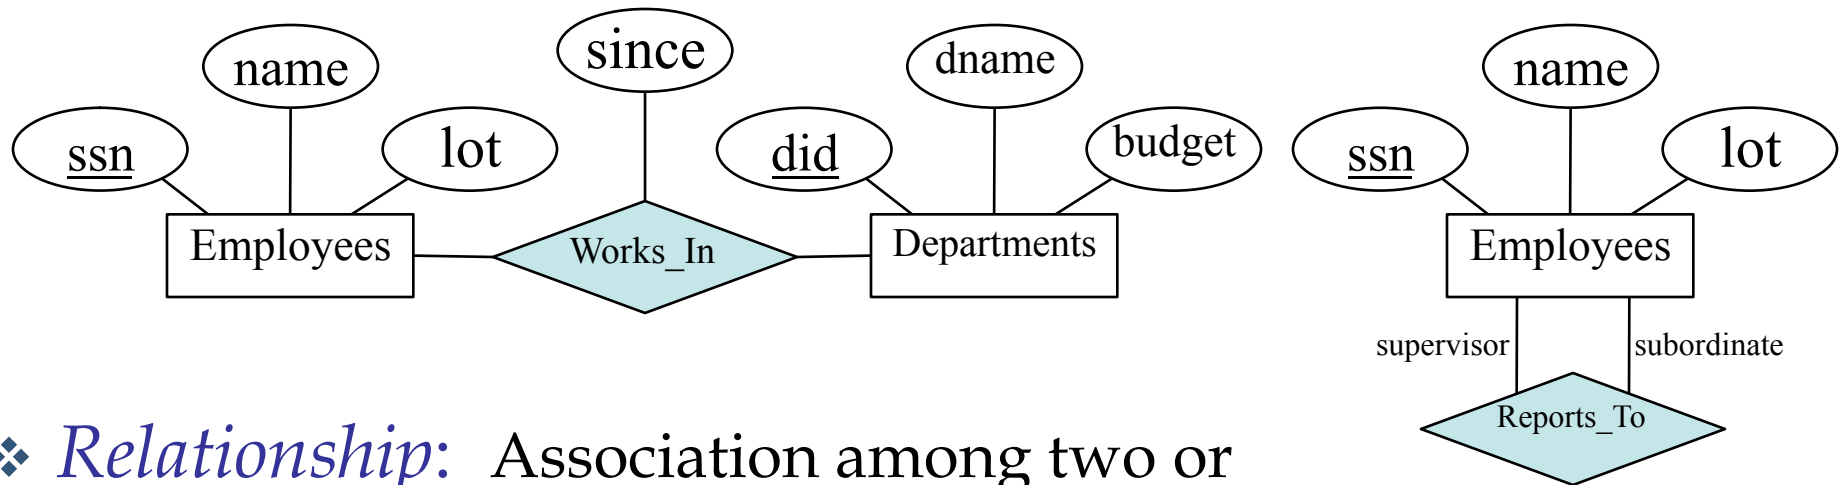 since
name
dname
name
ssn
lot
did
budget
ssn
lot
Employees
Works_In
Departments
Employees
supervisor
subordinate
Reports_To
Relationship: Association among two or